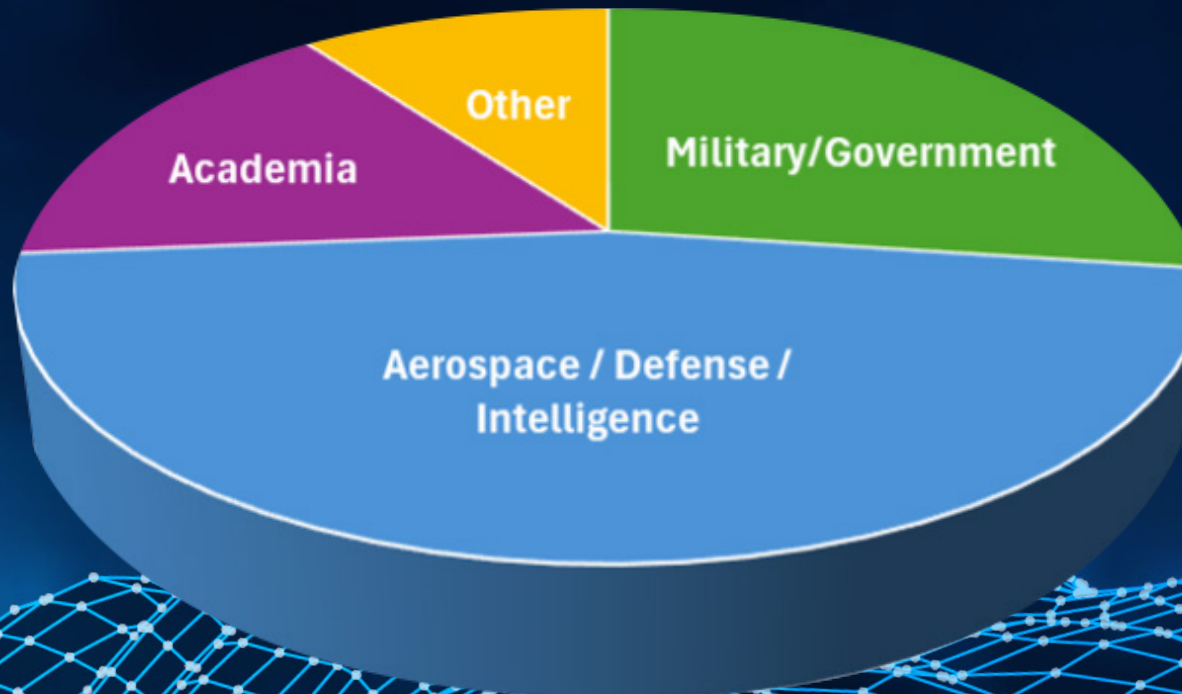 Other
Military/Government
Academia
Aerospace / Defense /
Intelligence